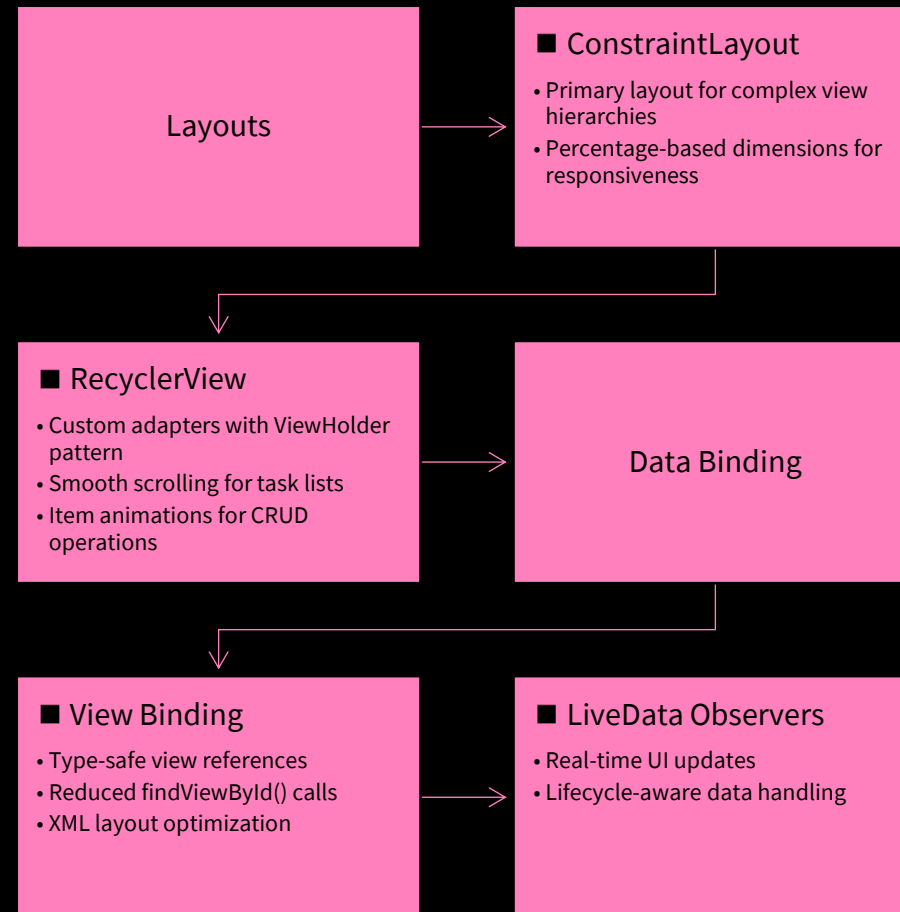 Layouts
■ ConstraintLayout
• Primary layout for complex view
hierarchies
• Percentage-based dimensions for
responsiveness
■ RecyclerView
• Custom adapters with ViewHolder
pattern
• Smooth scrolling for task lists
• Item animations for CRUD
operations
Data Binding
■ View Binding
• Type-safe view references
• Reduced findViewById() calls
• XML layout optimization
■ LiveData Observers
• Real-time UI updates
• Lifecycle-aware data handling